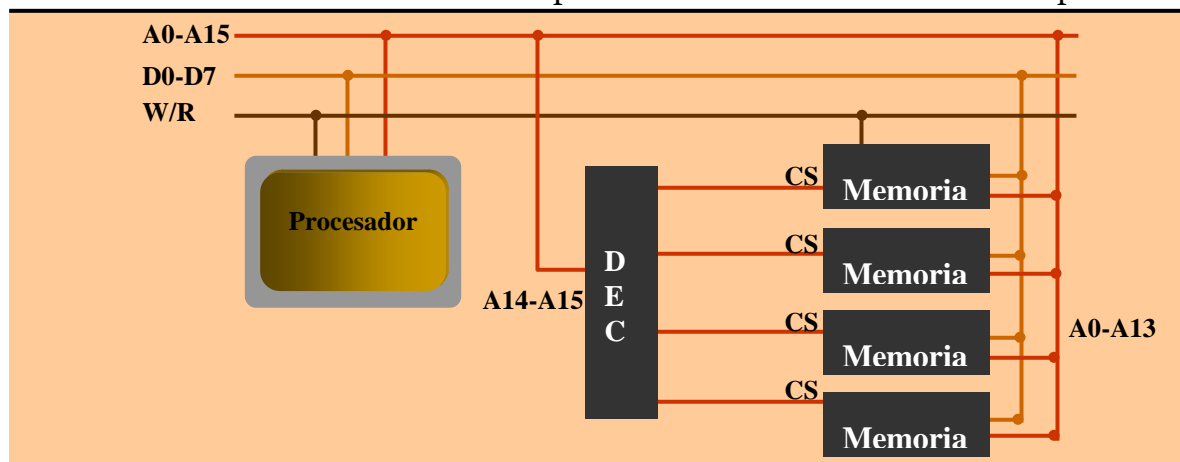 A0-A15
D0-D7
W/R
CS
Memoria
Procesador
CS
D
Memoria
A14-A15
E
CS
A0-A13
C
Memoria
CS
Memoria